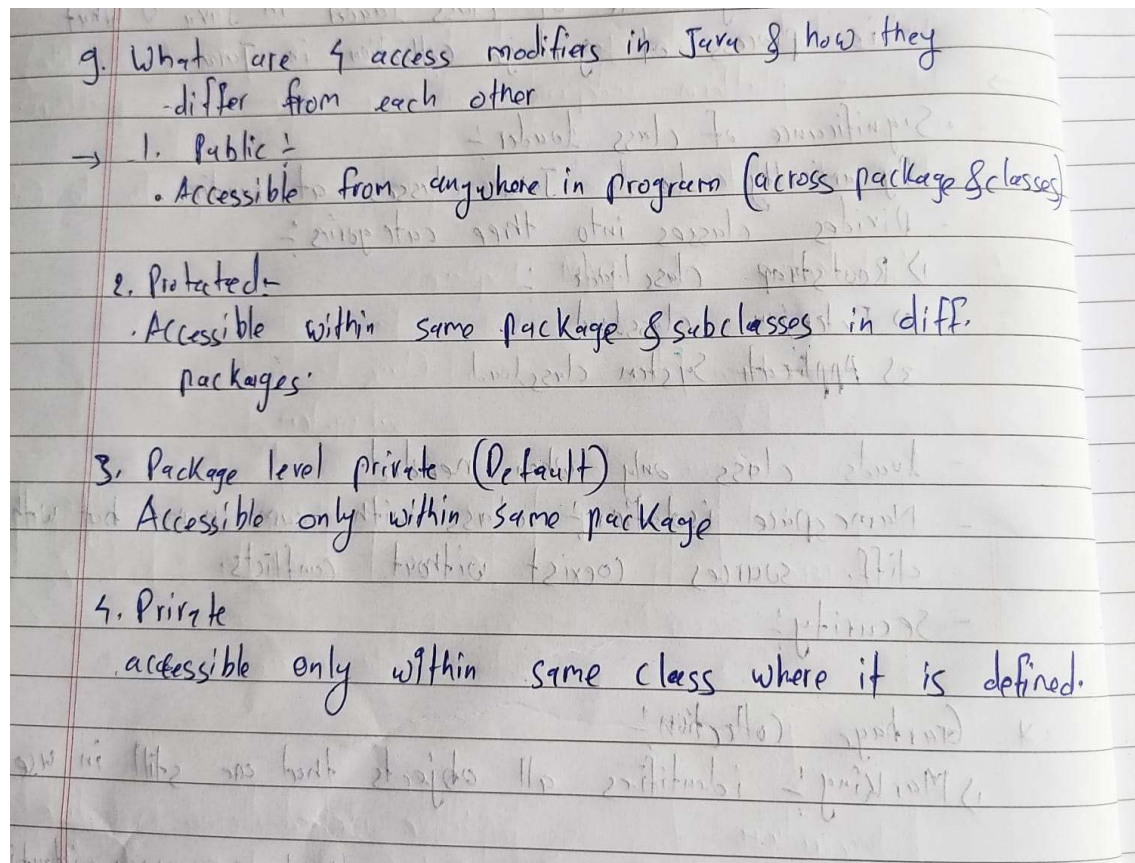 9. What are 4 access modifiers in Java & how they
differ from each other
→ 1. Public :-
• Accessible from anywhere in program (across package & classes)
2. Protected :-
• Accessible within same package & subclasses in diff.
packages.
3. Package level private (Default)
Accessible only within same package
4. Private
accessible only within same class where it is defined.